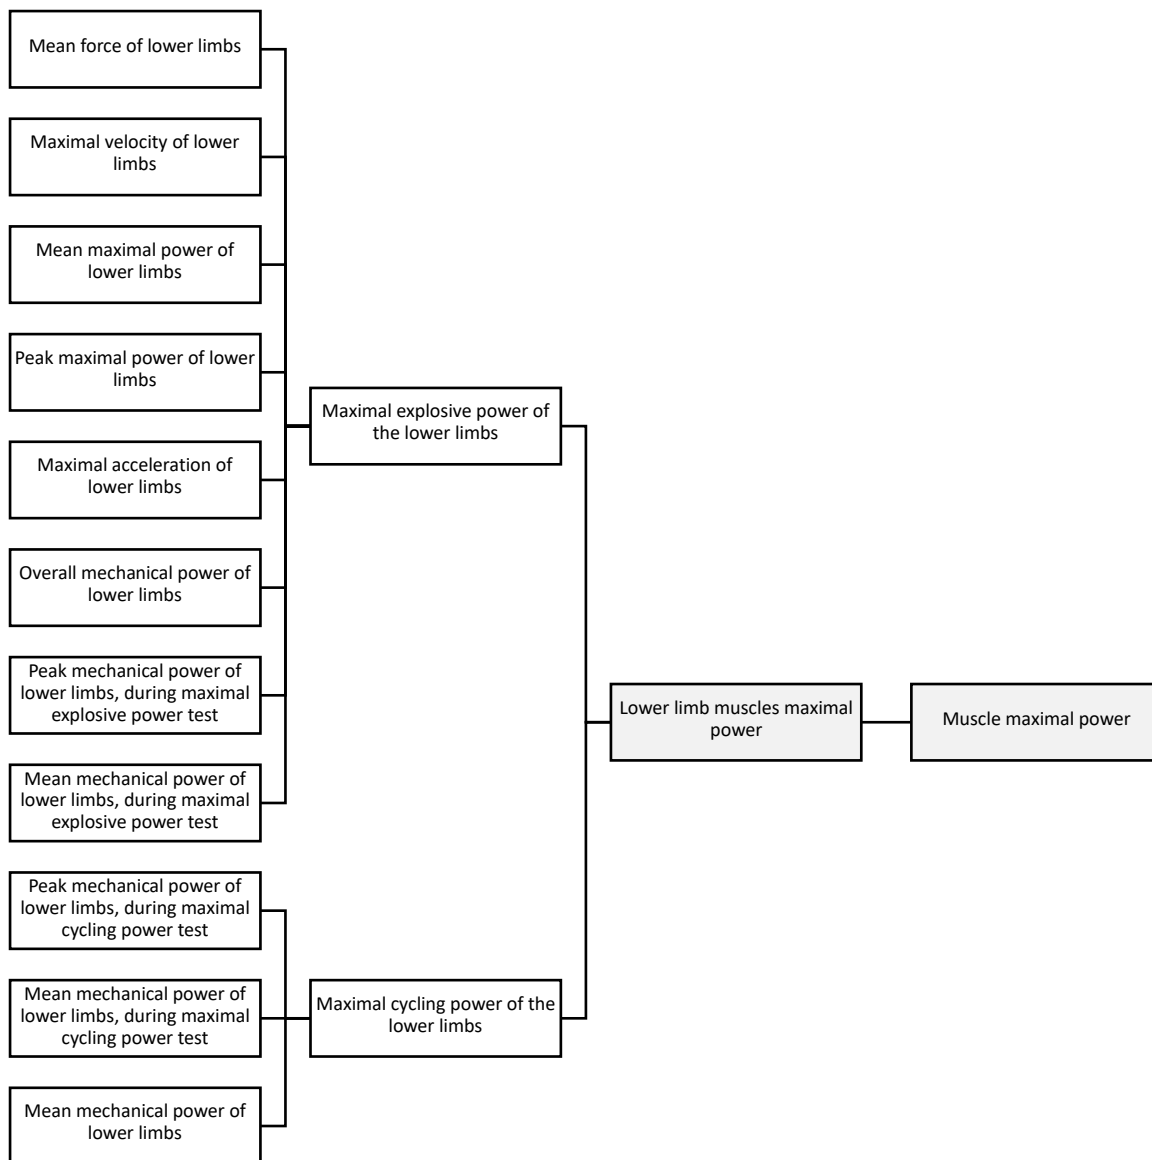 Mean force of lower limbs
Maximal velocity of lower
limbs
Mean maximal power of
lower limbs
Peak maximal power of lower
limbs
Maximal explosive power of
the lower limbs
Maximal acceleration of
lower limbs
Overall mechanical power of
lower limbs
Peak mechanical power of
lower limbs, during maximal
explosive power test
Lower limb muscles maximal
power
Muscle maximal power
Mean mechanical power of
lower limbs, during maximal
explosive power test
Peak mechanical power of
lower limbs, during maximal
cycling power test
Mean mechanical power of
lower limbs, during maximal
cycling power test
Maximal cycling power of the
lower limbs
Mean mechanical power of
lower limbs